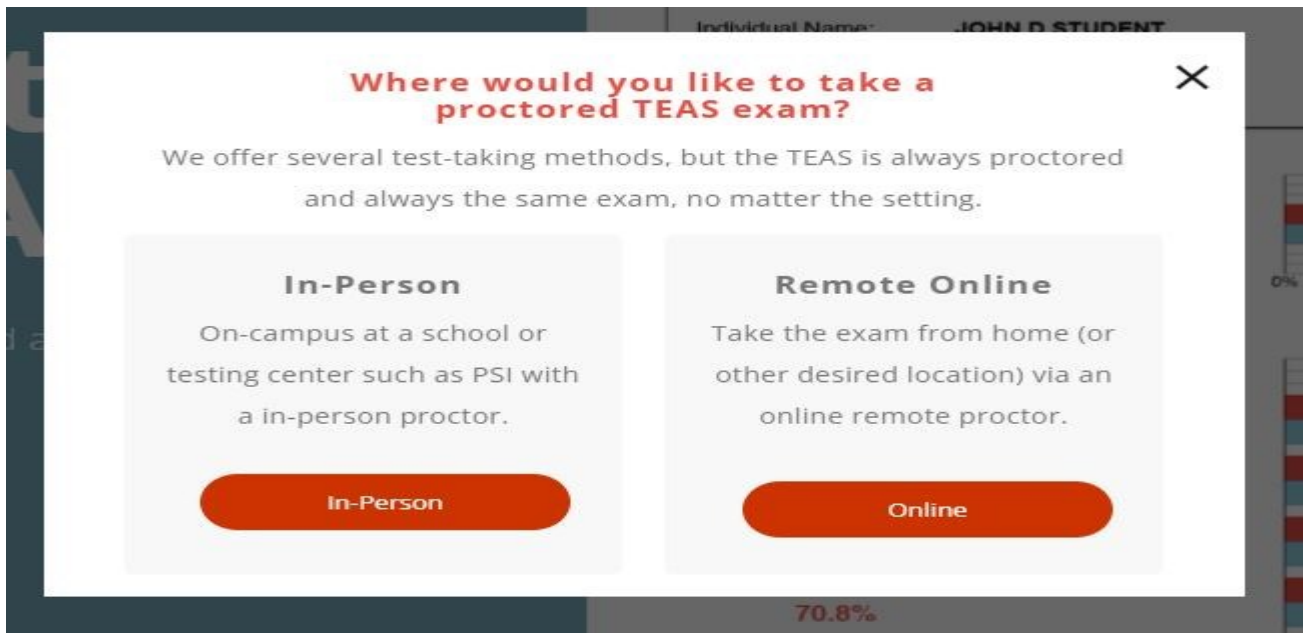 Individual Name: JOHN D STUDENT
Where would you like to take a
proctored TEAS exam?
We offer several test-taking methods, but the TEAS is always proctored
and always the same exam, no matter the setting.
In-Person
On-campus at a school or
testing center such as PSI with
a in-person proctor.
In-Person
Remote Online
Take the exam from home (or
other desired location) via an
online remote proctor.
Online
0%
70.8%